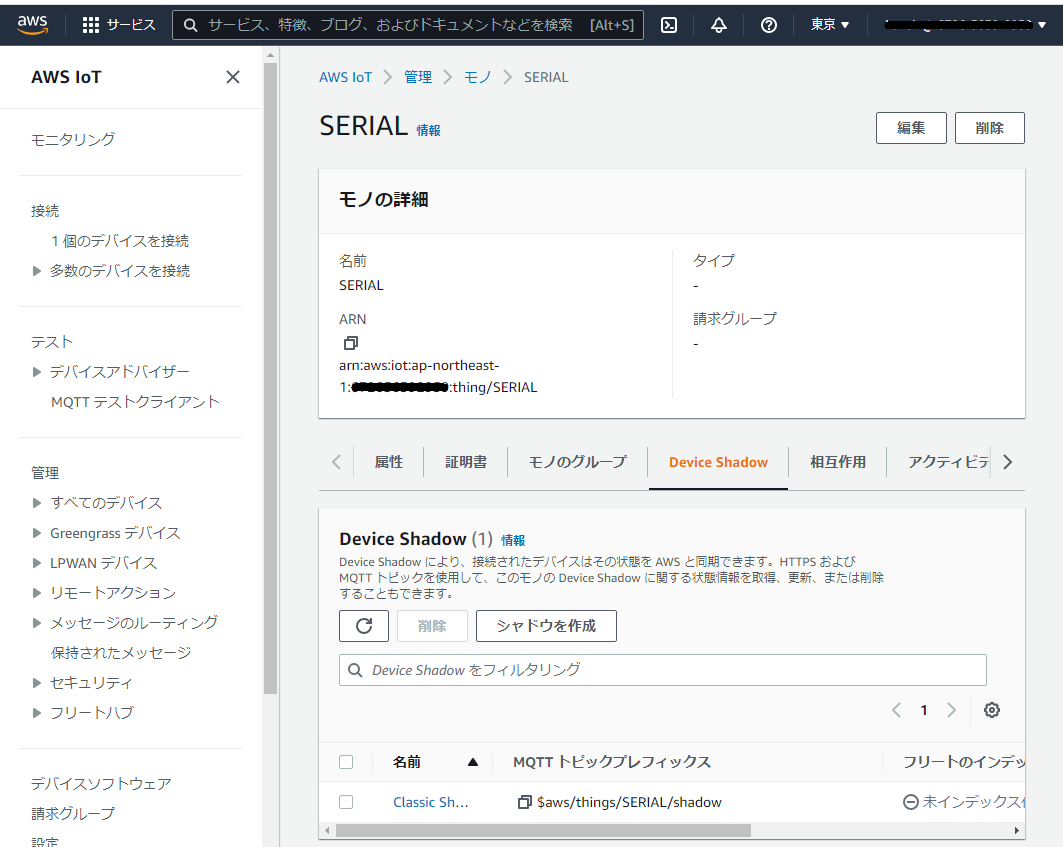 aws
サービス
サービス、特徴、ブログ、およびドキュメントなどを検索 [Alt+S]
東京
AWS IoT
モニタリング
接続
1 個のデバイスを接続
多数のデバイスを接続
テスト
デバイスアドバイザー
MQTT テストクライアント
管理
すべてのデバイス
Greengrass デバイス
LPWAN デバイス
リモートアクション
メッセージのルーティング
保持されたメッセージ
セキュリティ
フリートハブ
デバイスソフトウェア
請求グループ
設定
AWS IoT > 管理 > モノ > SERIAL
SERIAL 情報
編集
削除
モノの詳細
名前
SERIAL
ARN
arn:aws:iot:ap-northeast-
1::thing/SERIAL
タイプ
-
請求グループ
-
属性
証明書
モノのグループ
Device Shadow
相互作用
アクティビテ
Device Shadow (1) 情報
Device Shadow により、接続されたデバイスはその状態を AWS と同期できます。HTTPS および
MQTT トピックを使用して、このモノの Device Shadow に関する状態情報を取得、更新、または削除
することもできます。
削除
シャドウを作成
Device Shadow をフィルタリング
1
名前
MQTT トピックプレフィックス
フリートのインデッ
Classic Sh...
$aws/things/SERIAL/shadow
未インデックス